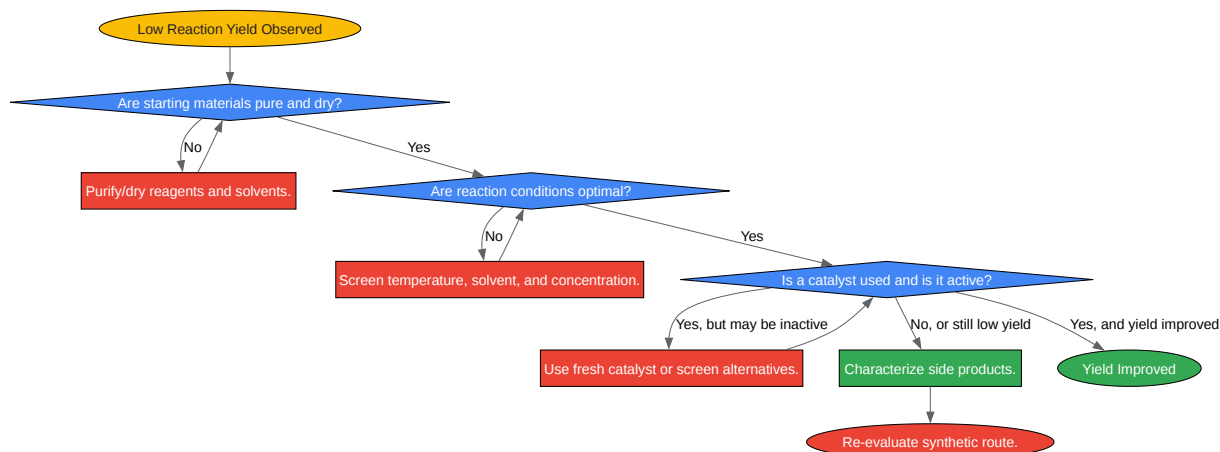 Low Reaction Yield Observed
Are starting materials pure and dry?
No
Yes
Purify/dry reagents and solvents.
Are reaction conditions optimal?
No
Yes
Screen temperature, solvent, and concentration.
Is a catalyst used and is it active?
Yes, but may be inactive
No, or still low yield
Yes, and yield improved
Use fresh catalyst or screen alternatives.
Characterize side products.
Yield Improved
Re-evaluate synthetic route.